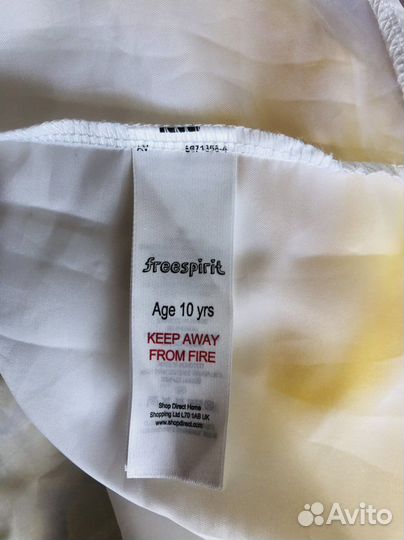 freespirit
Age 10 yrs
KEEP AWAY
FROM FIRE
Shop Direct Home
Shopping Ltd L70 1AB UK
www.shopdirect.com
Avito